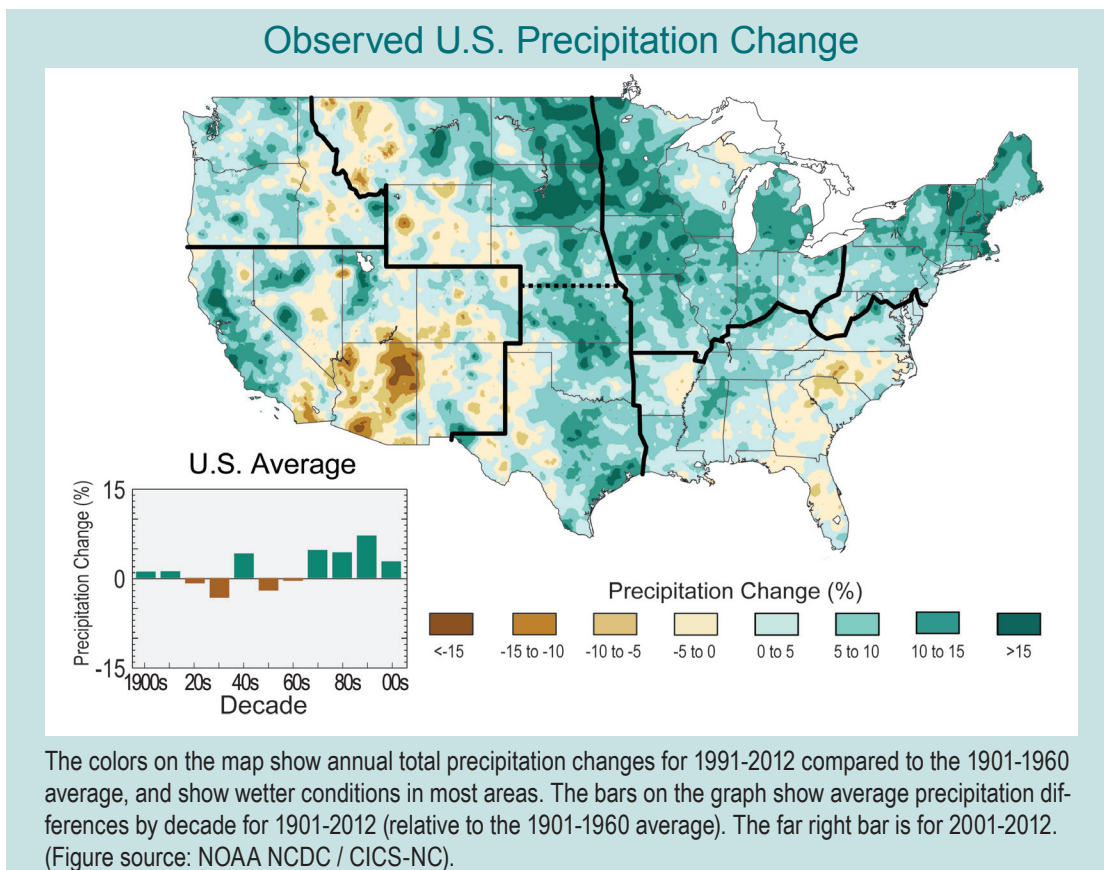 Observed U.S. Precipitation Change
U.S. Average
15
0
-15
Precipitation Change (%)
1900s 20s 40s 60s 80s 00s
Decade
Precipitation Change (%)
<-15 -15 to -10 -10 to -5 -5 to 0 0 to 5 5 to 10 10 to 15 >15
The colors on the map show annual total precipitation changes for 1991-2012 compared to the 1901-1960
average, and show wetter conditions in most areas. The bars on the graph show average precipitation dif-
ferences by decade for 1901-2012 (relative to the 1901-1960 average). The far right bar is for 2001-2012.
(Figure source: NOAA NCDC / CICS-NC).